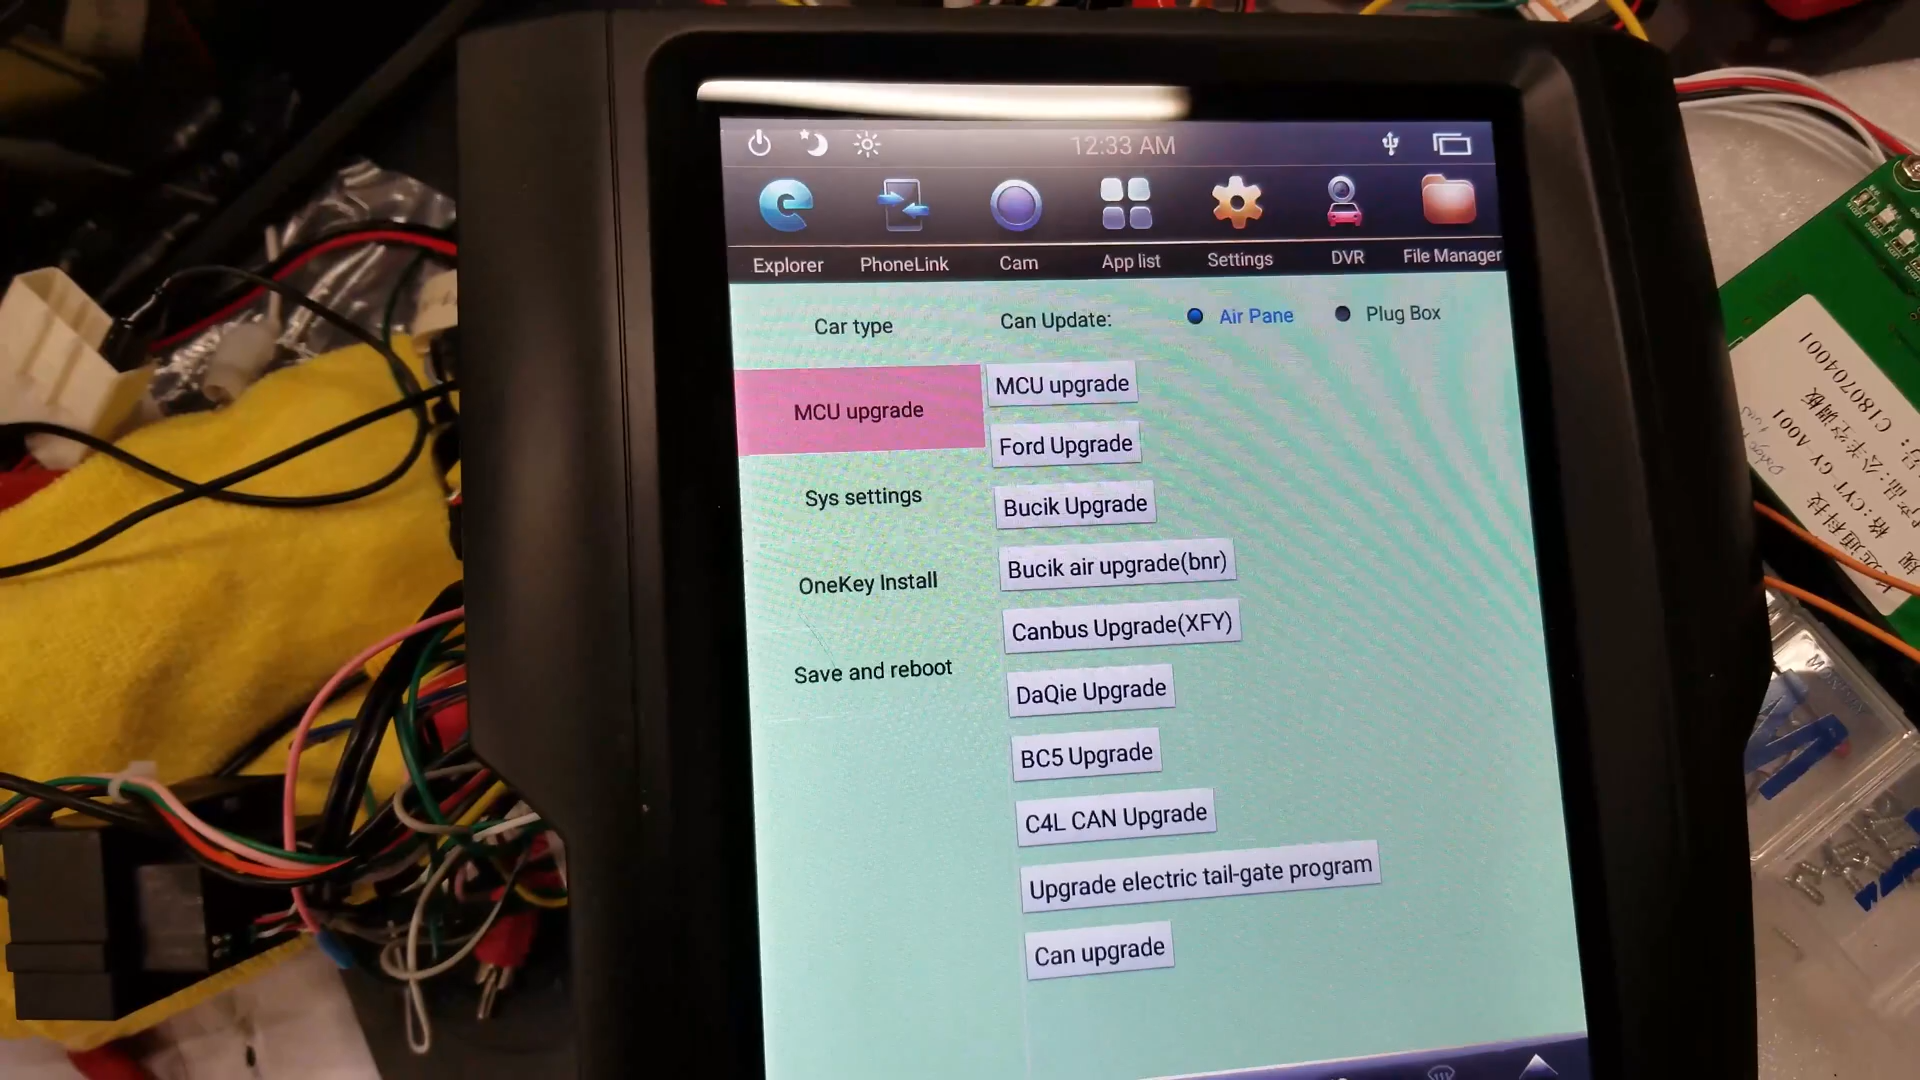 12:33 AM
Explorer
PhoneLink
Cam
App list
Settings
DVR
File Manager
Car type
Can Update:
Air Pane
Plug Box
MCU upgrade
Sys settings
OneKey Install
Save and reboot
MCU upgrade
Ford Upgrade
Bucik Upgrade
Bucik air upgrade(bnr)
Canbus Upgrade(XFY)
DaQie Upgrade
BC5 Upgrade
C4L CAN Upgrade
Upgrade electric tail-gate program
Can upgrade
格:CYT GY A001
C180704001